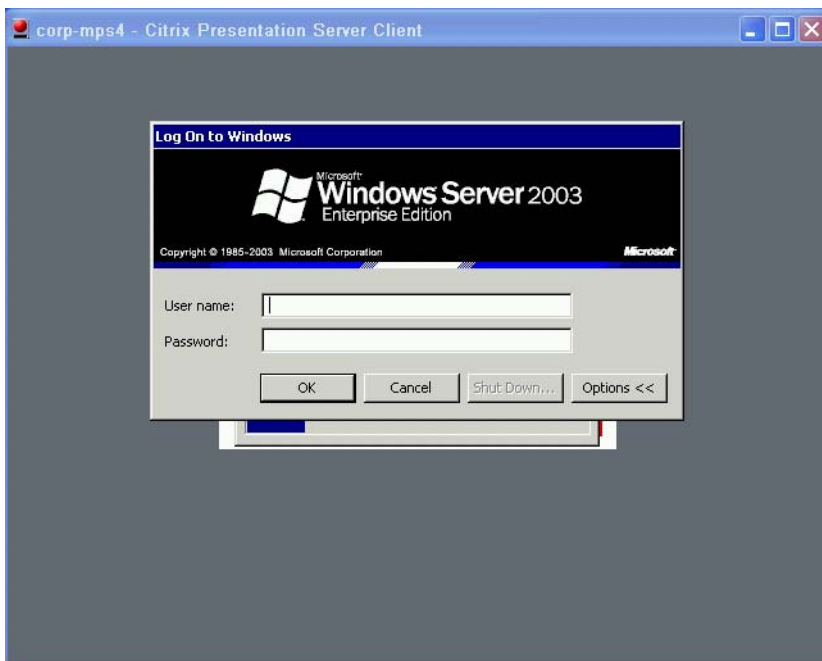 corp-mps4 - Citrix Presentation Server Client
Log On to Windows
Microsoft
Windows Server 2003
Enterprise Edition
Copyright © 1985-2003 Microsoft Corporation
Microsoft
User name:
Password:
OK Cancel Shut Down... Options <<